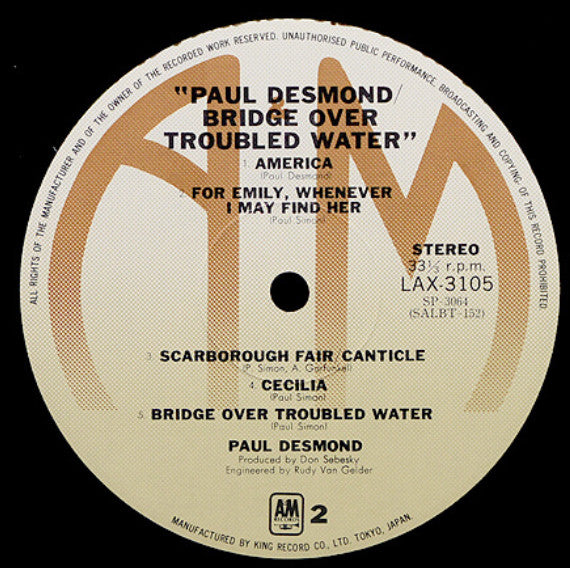 ALL RIGHTS OF THE MANUFACTURER AND OF THE OWNER OF THE RECORDED WORK RESERVED. UNAUTHORISED PUBLIC PERFORMANCE, BROADCASTING AND COPYING OF THIS RECORD PROHIBITED.
A&M
"PAUL DESMOND/
BRIDGE OVER
TROUBLED WATER"
1. AMERICA
(Paul Desmond)
2. FOR EMILY, WHENEVER
I MAY FIND HER
(Paul Simon)
STEREO
33⅓ r.p.m.
LAX-3105
SP-3064
(SALBT-152)
3. SCARBOROUGH FAIR/CANTICLE
(P. Simon, A. Garfunkel)
4. CECILIA
(Paul Simon)
5. BRIDGE OVER TROUBLED WATER
(Paul Simon)
PAUL DESMOND
Produced by Don Sebesky
Engineered by Rudy Van Gelder
AM
RECORDS
2
MANUFACTURED BY KING RECORD CO., LTD. TOKYO, JAPAN.